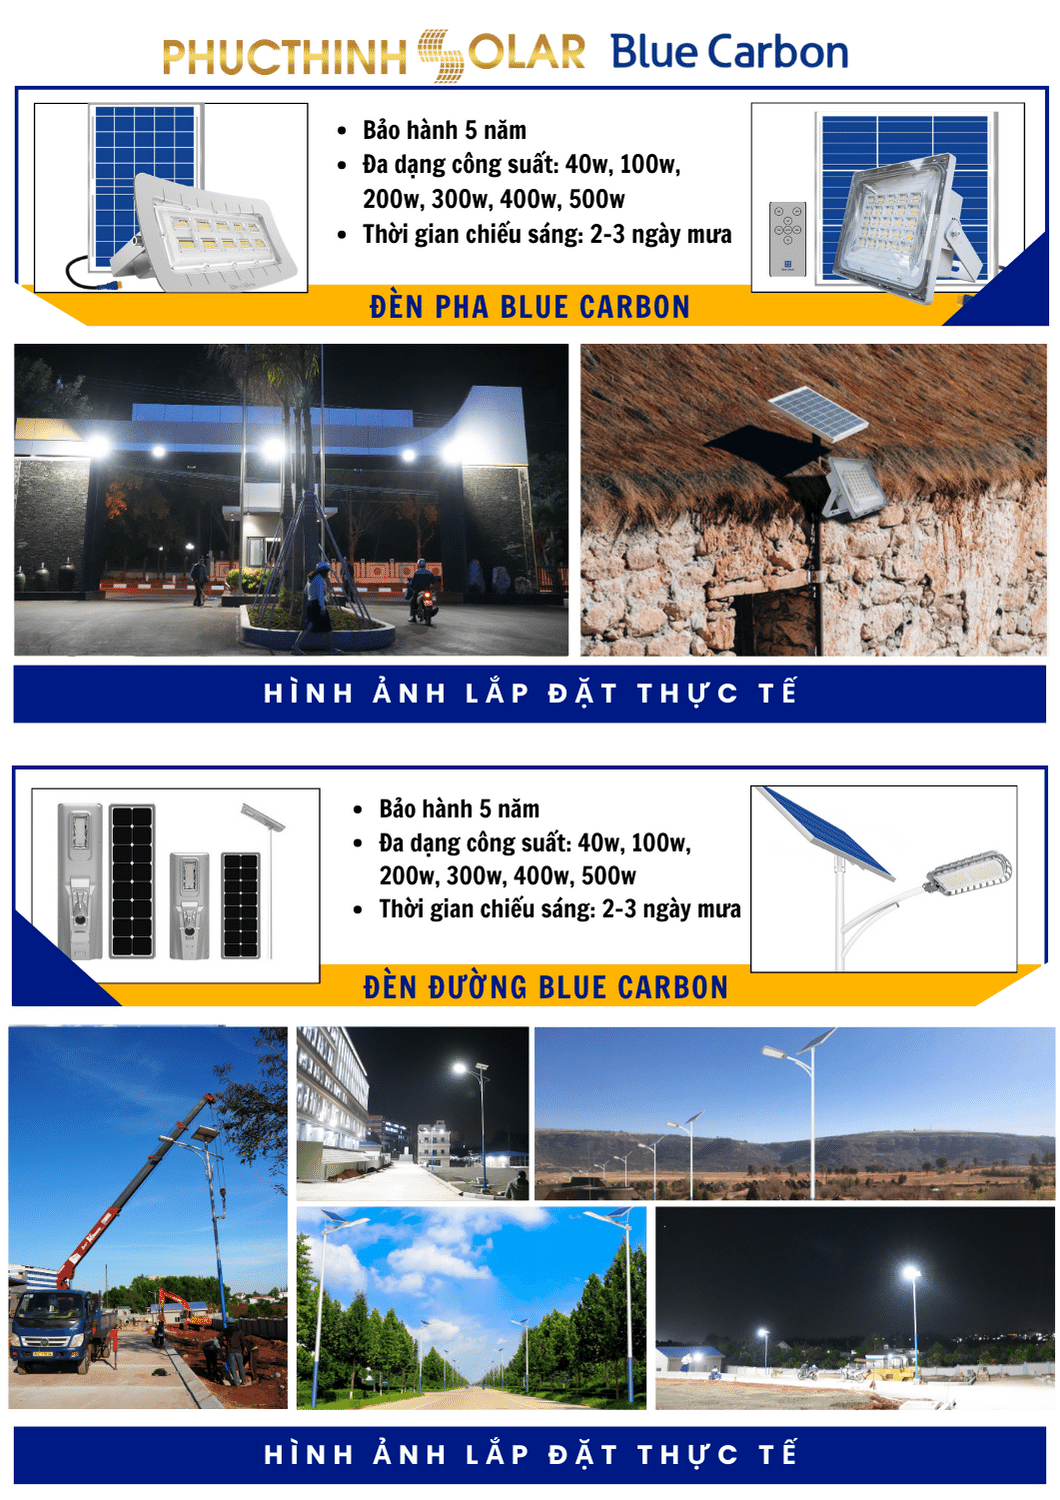 PHUCTHINH SOLAR Blue Carbon
• Bảo hành 5 năm
• Đa dạng công suất: 40w, 100w,
200w, 300w, 400w, 500w
• Thời gian chiếu sáng: 2-3 ngày mưa
ĐÈN PHA BLUE CARBON
HÌNH ẢNH LẮP ĐẶT THỰC TẾ
• Bảo hành 5 năm
• Đa dạng công suất: 40w, 100w,
200w, 300w, 400w, 500w
• Thời gian chiếu sáng: 2-3 ngày mưa
ĐÈN ĐƯỜNG BLUE CARBON
HÌNH ẢNH LẮP ĐẶT THỰC TẾ